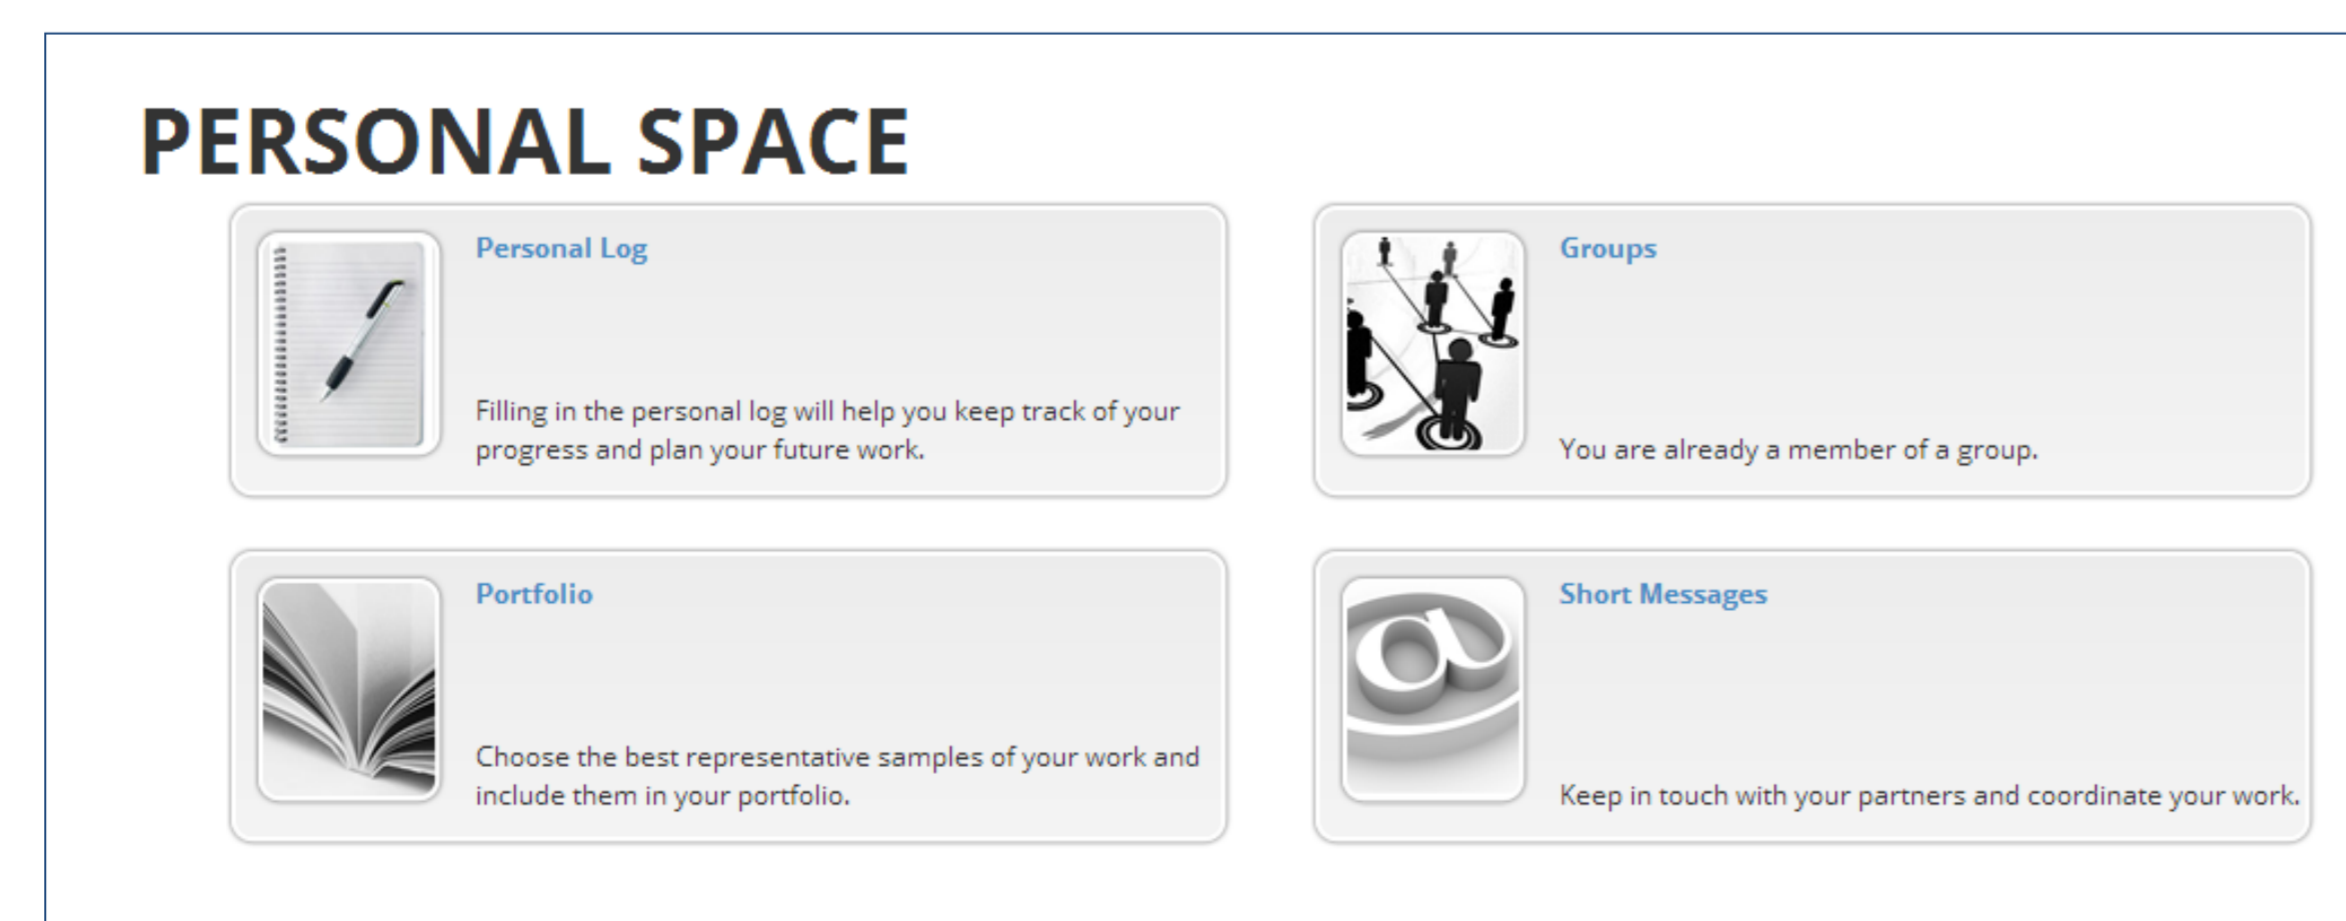 PERSONAL SPACE
Personal Log
Filling in the personal log will help you keep track of your
progress and plan your future work.
Groups
You are already a member of a group.
Portfolio
Choose the best representative samples of your work and
include them in your portfolio.
Short Messages
Keep in touch with your partners and coordinate your work.